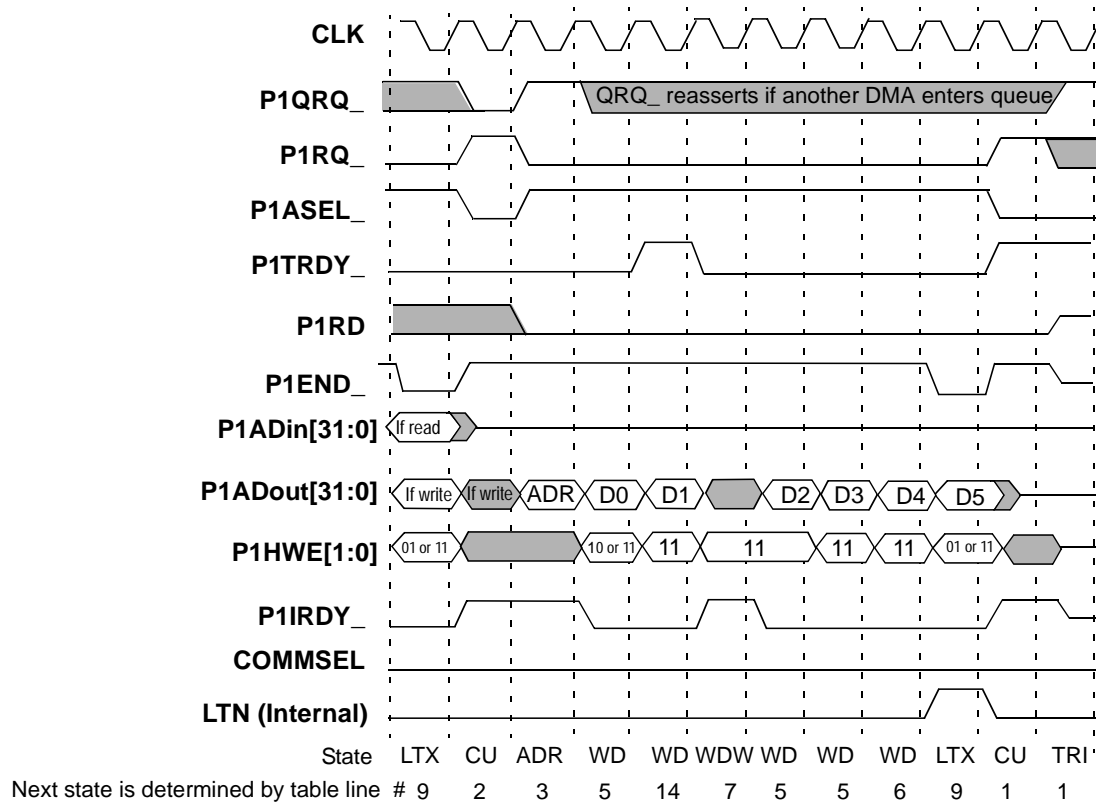 CLK
P1QRQ_ QRQ_ reasserts if another DMA enters queue
P1RQ_
P1ASEL_
P1TRDY_
P1RD
P1END_
P1ADin[31:0] If read
P1ADout[31:0] If write If write ADR D0 D1 D2 D3 D4 D5
P1HWE[1:0] 01 or 11 10 or 11 11 11 11 11 01 or 11
P1IRDY_
COMMSEL
LTN (Internal)
State LTX CU ADR WD WD WDW WD WD WD LTX CU TRI
Next state is determined by table line # 9 2 3 5 14 7 5 5 6 9 1 1